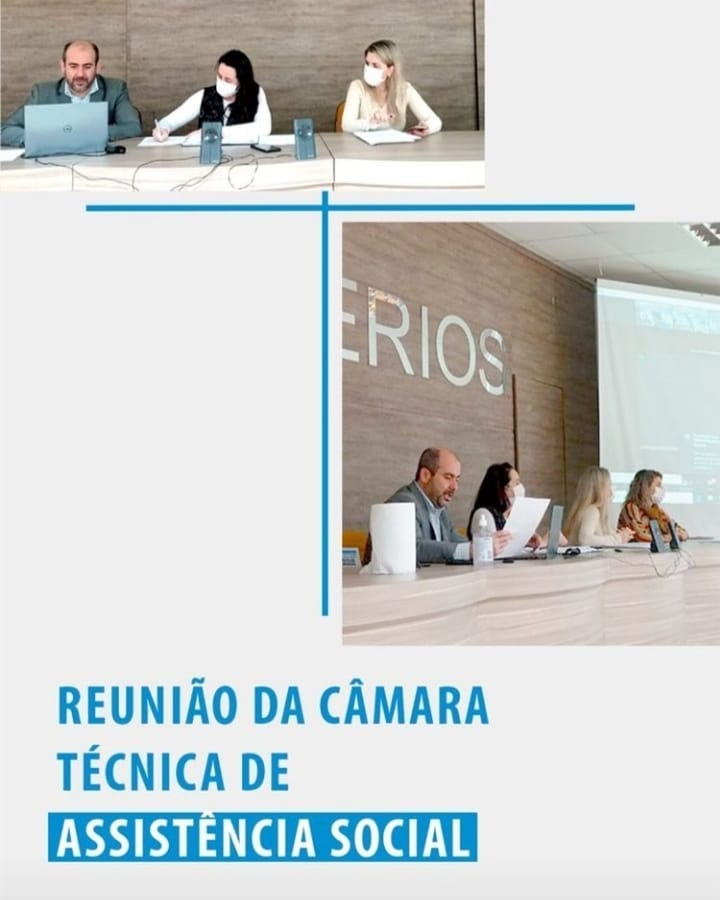 ERIOS
REUNIÃO DA CÂMARA
TÉCNICA DE
ASSISTÊNCIA SOCIAL